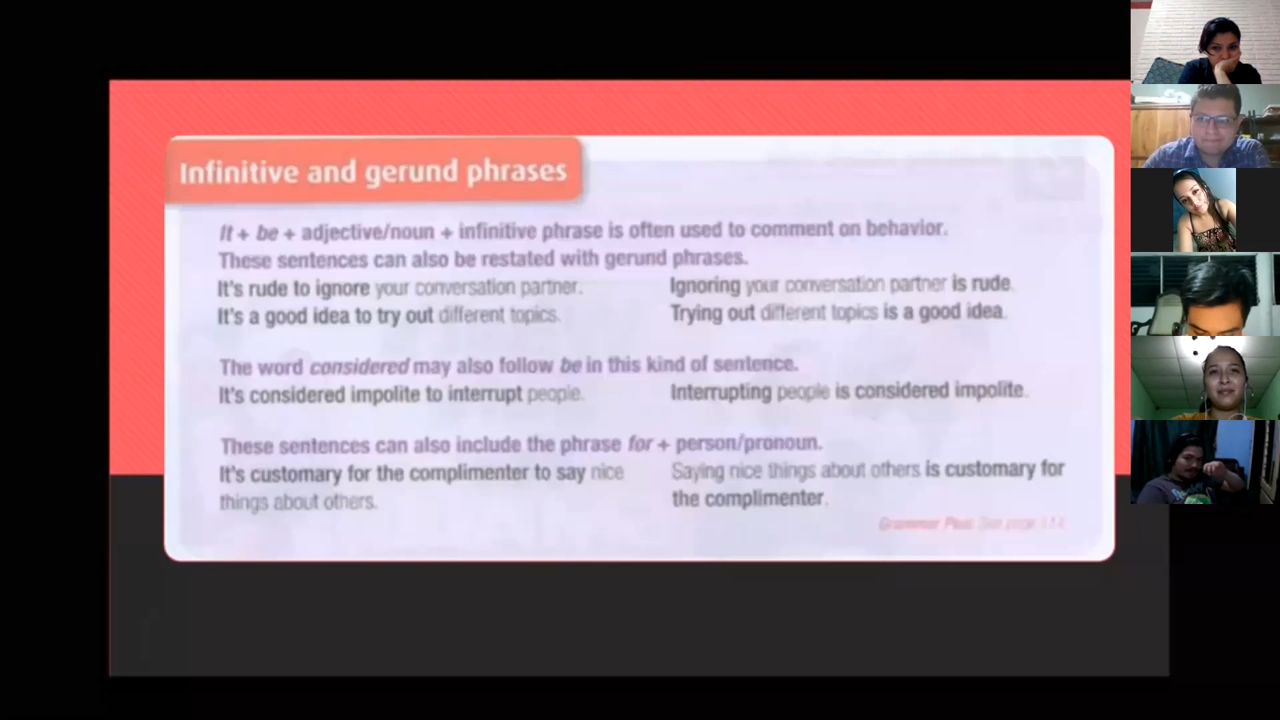 Infinitive and gerund phrases
It + be + adjective/noun + infinitive phrase is often used to comment on behavior.
These sentences can also be restated with gerund phrases.
It's rude to ignore your conversation partner. Ignoring your conversation partner is rude.
It's a good idea to try out different topics. Trying out different topics is a good idea.
The word considered may also follow be in this kind of sentence.
It's considered impolite to interrupt people. Interrupting people is considered impolite.
These sentences can also include the phrase for + person/pronoun.
It's customary for the complimenter to say nice Saying nice things about others is customary for
things about others. the complimenter.
Grammar Plus: See page